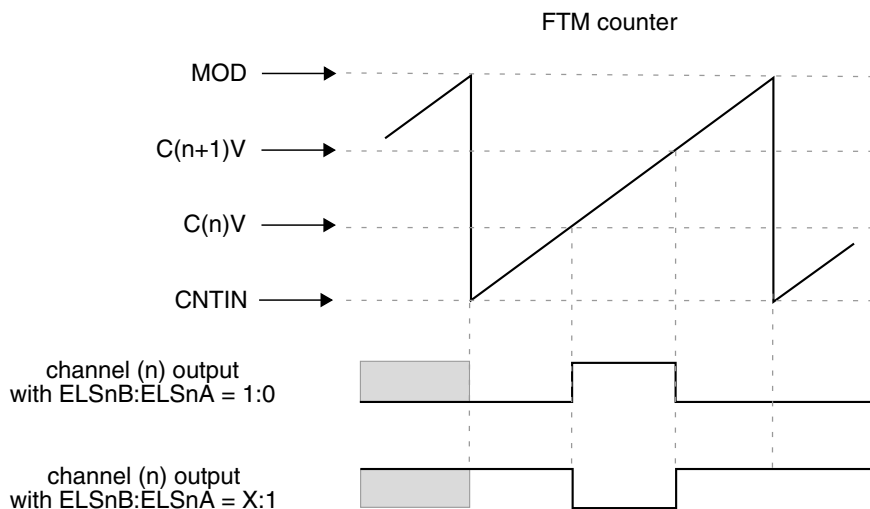 FTM counter
MOD
C(n+1)V
C(n)V
CNTIN
channel (n) output
with ELSnB:ELSnA = 1:0
channel (n) output
with ELSnB:ELSnA = X:1